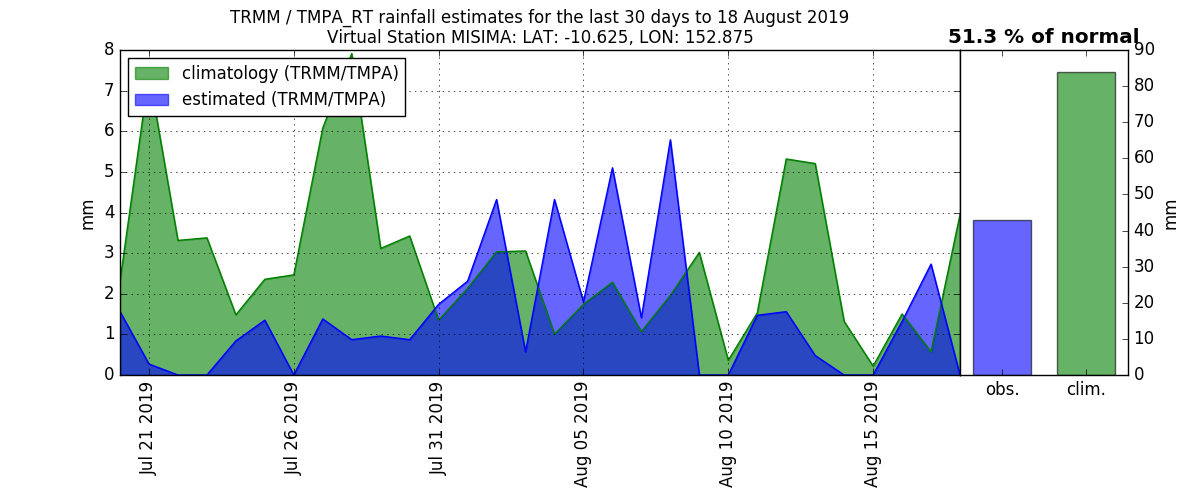 TRMM / TMPA_RT rainfall estimates for the last 30 days to 18 August 2019
Virtual Station MISIMA: LAT: -10.625, LON: 152.875
51.3 % of normal
climatology (TRMM/TMPA)
estimated (TRMM/TMPA)
8
7
6
5
4
3
2
1
0
mm
Jul 21 2019
Jul 26 2019
Jul 31 2019
Aug 05 2019
Aug 10 2019
Aug 15 2019
obs.
clim.
90
80
70
60
50
40
30
20
10
0
mm